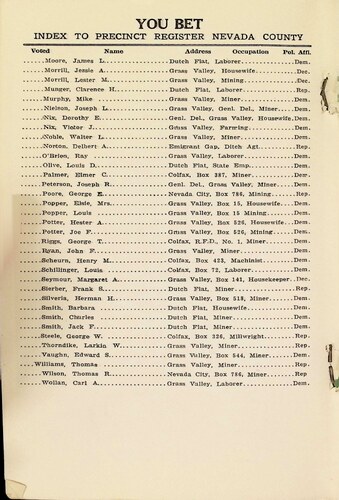 YOU BET
INDEX TO PRECINCT REGISTER NEVADA COUNTY
Voted Name Address Occupation Pol. Affl.
......Moore, James L................Dutch Flat, Laborer................Dem.
......Morrill, Jessie A................Grass Valley, Housewife................Dem.
......Morrill, Lester M................Grass Valley, Mining................Dec.
......Munger, Clarence H................Dutch Flat, Laborer................Rep.
......Murphy, Mike................Grass Valley, Miner................Dem.
......Nielson, Joseph L................Grass Valley, Genl. Del., Miner......Dem.
......Nix, Dorothy E................Genl. Del., Grass Valley, Housewife..Dem.
......Nix, Victor J................Grass Valley, Farming................Dem.
......Noble, Walter L................Grass Valley, Miner................Dem.
......Norton, Delbert A................Emigrant Gap, Ditch Agt................Rep.
......O'Brien, Ray................Grass Valley, Laborer................Dem.
......Olive, Louis D................Dutch Flat, State Emp................Dem.
......Palmer, Elmer C................Colfax, Box 387, Miner................Dem.
......Peterson, Joseph R................Genl. Del., Grass Valley, Miner......Dem.
......Poore, George E................Nevada City, Box 786, Mining......Rep.
......Popper, Elsie, Mrs................Grass Valley, Box 15, Housewife......Dem.
......Popper, Louis................Grass Valley, Box 15 Mining......Dem.
......Potter, Hester A................Grass Valley, Box 526, Housewife...Dem.
......Potter, Joe F................Grass Valley, Box 526, Mining......Dem.
......Riggs, George T................Colfax, R.F.D., No. 1, Miner......Dem.
......Ryan, John F................Grass Valley, Miner................Dem.
......Scheurn, Henry M................Colfax, Box 423, Machinist......Dem.
......Schillinger, Louis................Colfax, Box 72, Laborer................Dem.
......Seymour, Margaret A................Grass Valley, Box 141, Housekeeper...Dec.
......Sierber, Frank S................Dutch Flat, Miner................Rep.
......Silveria, Herman H................Grass Valley, Box 518, Miner......Dem.
......Smith, Barbara................Dutch Flat, Housewife................Dem.
......Smith, Charles................Dutch Flat, Miner................Dem.
......Smith, Jack F................Dutch Flat, Miner................Dem.
......Steele, George W................Colfax, Box 326, Millwright......Rep.
......Thorndike, Larkin W................Grass Valley, Miner................Rep.
......Vaughn, Edward S................Grass Valley, Box 544, Miner......Dem.
......Williams, Thomas................Grass Valley, Miner................Rep.
......Wilson, Thomas R................Nevada City, Box 786, Miner......Rep.
......Wollan, Carl A................Grass Valley, Laborer................Dem.